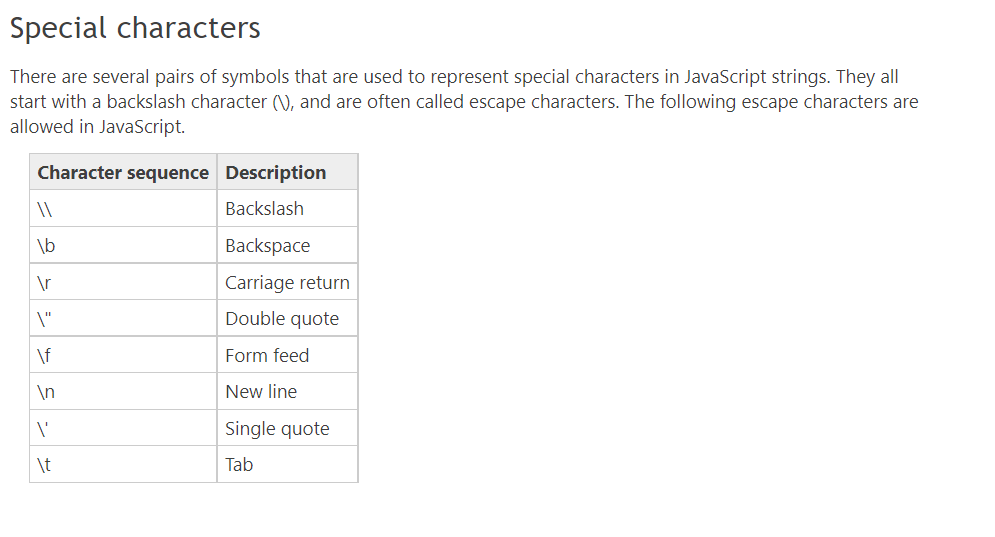 Special characters
There are several pairs of symbols that are used to represent special characters in JavaScript strings. They all
start with a backslash character (\), and are often called escape characters. The following escape characters are
allowed in JavaScript.
Character sequence Description
\\ Backslash
\b Backspace
\r Carriage return
\" Double quote
\f Form feed
\n New line
\' Single quote
\t Tab